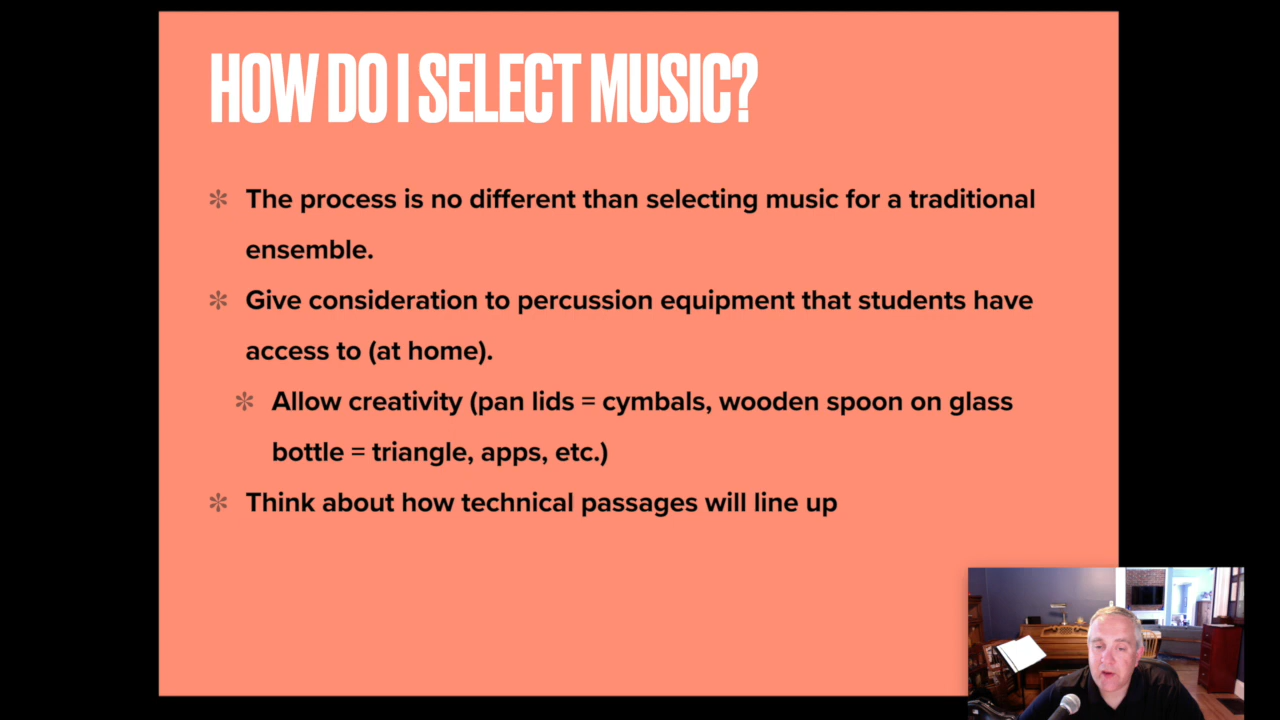 HOW DO I SELECT MUSIC?
* The process is no different than selecting music for a traditional
ensemble.
* Give consideration to percussion equipment that students have
access to (at home).
* Allow creativity (pan lids = cymbals, wooden spoon on glass
bottle = triangle, apps, etc.)
* Think about how technical passages will line up